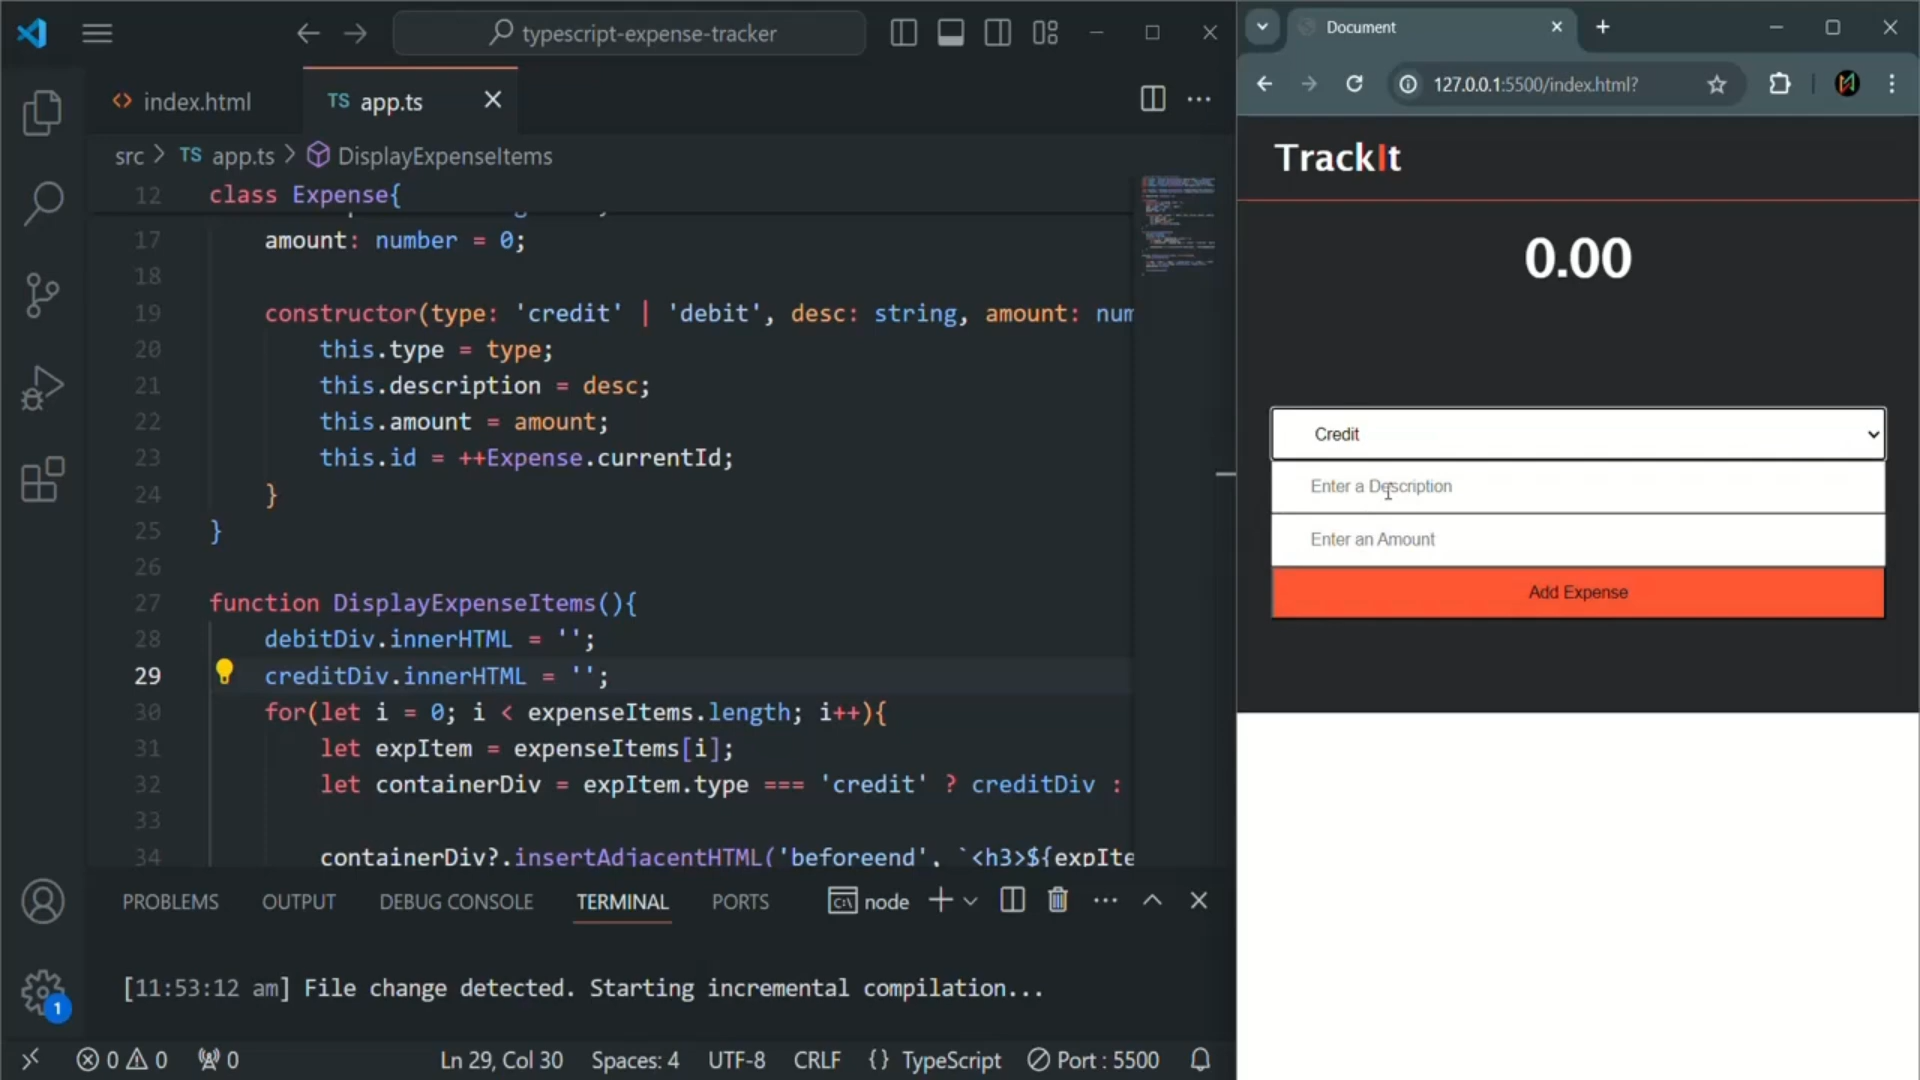 typescript-expense-tracker
index.html
TS app.ts
src > TS app.ts > DisplayExpenseItems
12 class Expense{
17 amount: number = 0;
18
19 constructor(type: 'credit' | 'debit', desc: string, amount: num
20 this.type = type;
21 this.description = desc;
22 this.amount = amount;
23 this.id = ++Expense.currentId;
24 }
25 }
26
27 function DisplayExpenseItems(){
28 debitDiv.innerHTML = '';
29 creditDiv.innerHTML = '';
30 for(let i = 0; i < expenseItems.length; i++){
31 let expItem = expenseItems[i];
32 let containerDiv = expItem.type === 'credit' ? creditDiv :
33
34 containerDiv?.insertAdjacentHTML('beforeend', `<h3>${expIte
PROBLEMS OUTPUT DEBUG CONSOLE TERMINAL PORTS node
[11:53:12 am] File change detected. Starting incremental compilation...
1
0 0 0 Ln 29, Col 30 Spaces: 4 UTF-8 CRLF {} TypeScript Port : 5500
Document
127.0.0.1:5500/index.html?
TrackIt
0.00
Credit
Enter a Description
Enter an Amount
Add Expense